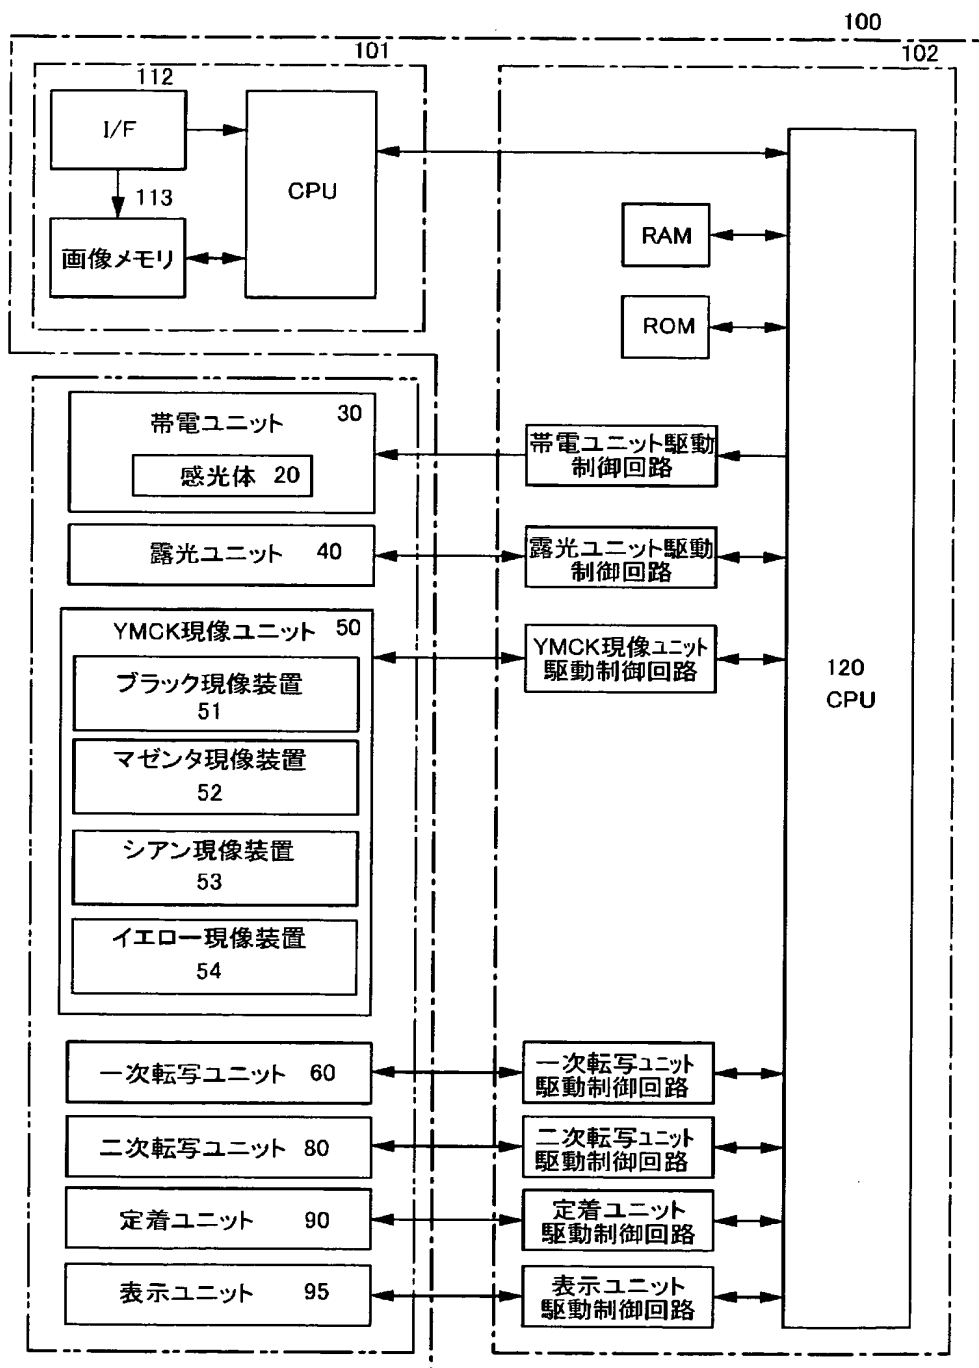 100
101
102
112
I/F
113
画像メモリ
CPU
RAM
ROM
帯電ユニット 30
感光体 20
帯電ユニット駆動
制御回路
露光ユニット 40
露光ユニット駆動
制御回路
YMCK現像ユニット 50
YMCK現像ユニット
駆動制御回路
ブラック現像装置
51
マゼンタ現像装置
52
シアン現像装置
53
イエロー現像装置
54
120
CPU
一次転写ユニット 60
一次転写ユニット
駆動制御回路
二次転写ユニット 80
二次転写ユニット
駆動制御回路
定着ユニット 90
定着ユニット
駆動制御回路
表示ユニット 95
表示ユニット
駆動制御回路